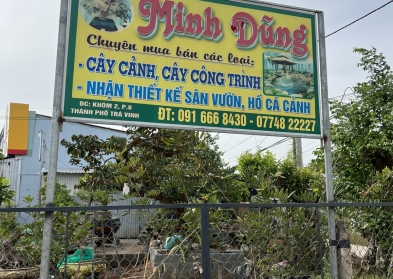 Minh Dũng
Chuyên mua bán các loại:
- CÂY CẢNH, CÂY CÔNG TRÌNH
- NHẬN THIẾT KẾ SÂN VƯỜN, HỒ CÁ CẢNH
ĐC: KHÓM 2, P.8
THÀNH PHỐ TRÀ VINH
ĐT: 091 666 8430 - 07748 22227